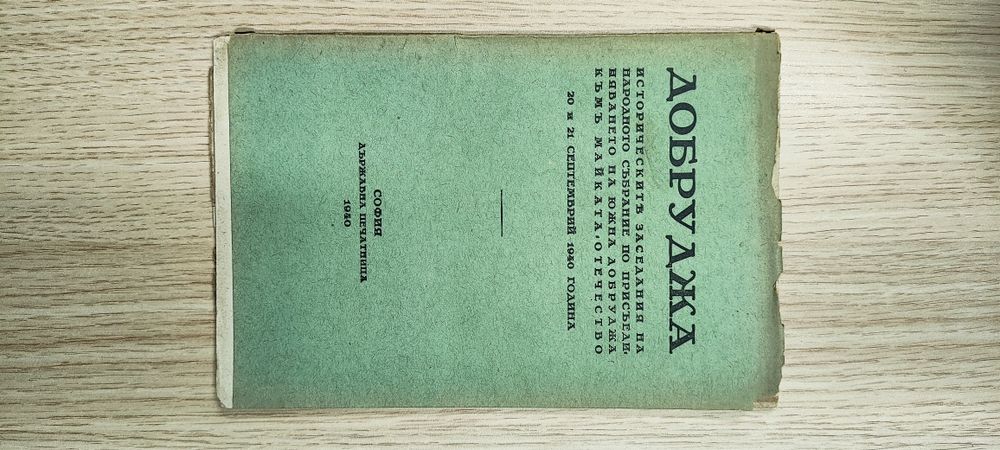 ДОБРУДЖА
ИСТОРИЧЕСКИТѢ ЗАСЕДАНИЯ НА
НАРОДНОТО СЪБРАНИЕ ПО ПРИСЪЕДИ-
НЯВАНЕТО НА ЮЖНА ДОБРУДЖА
КЪМЪ МАЙКАТА-ОТЕЧЕСТВО
20 и 21 СЕПТЕМВРИЙ 1940 ГОДИНА
СОФИЯ
ДЪРЖАВНА ПЕЧАТНИЦА
1940